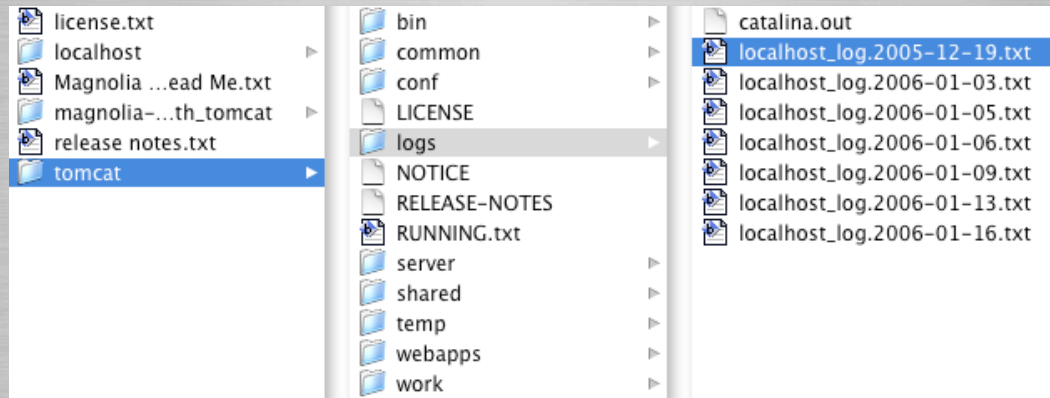 license.txt
localhost
Magnolia ...ead Me.txt
magnolia-...th_tomcat
release notes.txt
tomcat
bin
common
conf
LICENSE
logs
NOTICE
RELEASE-NOTES
RUNNING.txt
server
shared
temp
webapps
work
catalina.out
localhost_log.2005-12-19.txt
localhost_log.2006-01-03.txt
localhost_log.2006-01-05.txt
localhost_log.2006-01-06.txt
localhost_log.2006-01-09.txt
localhost_log.2006-01-13.txt
localhost_log.2006-01-16.txt